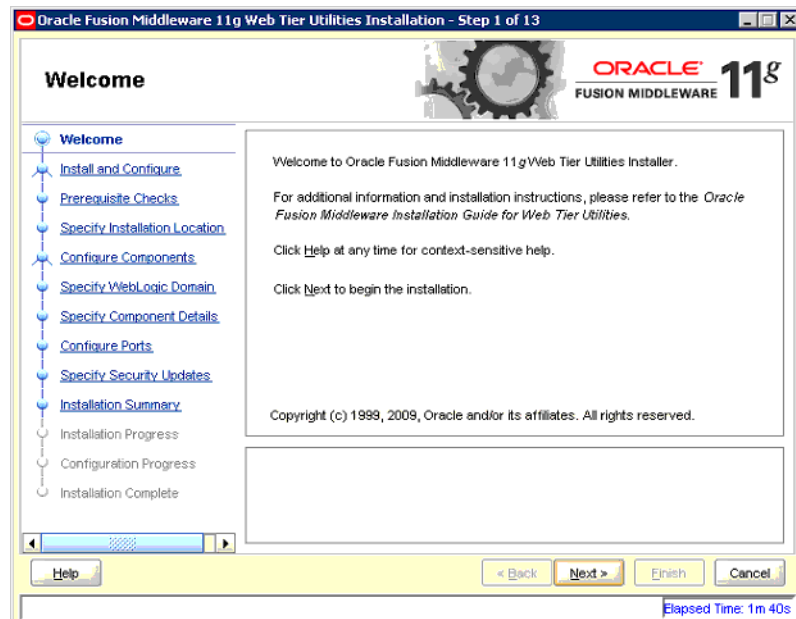 Oracle Fusion Middleware 11g Web Tier Utilities Installation - Step 1 of 13
Welcome
ORACLE
FUSION MIDDLEWARE
11g
Welcome
Install and Configure
Prerequisite Checks
Specify Installation Location
Configure Components
Specify WebLogic Domain
Specify Component Details
Configure Ports
Specify Security Updates
Installation Summary
Installation Progress
Configuration Progress
Installation Complete
Welcome to Oracle Fusion Middleware 11g Web Tier Utilities Installer.
For additional information and installation instructions, please refer to the Oracle
Fusion Middleware Installation Guide for Web Tier Utilities.
Click Help at any time for context-sensitive help.
Click Next to begin the installation.
Copyright (c) 1999, 2009, Oracle and/or its affiliates. All rights reserved.
Help
< Back
Next >
Finish
Cancel
Elapsed Time: 1m 40s